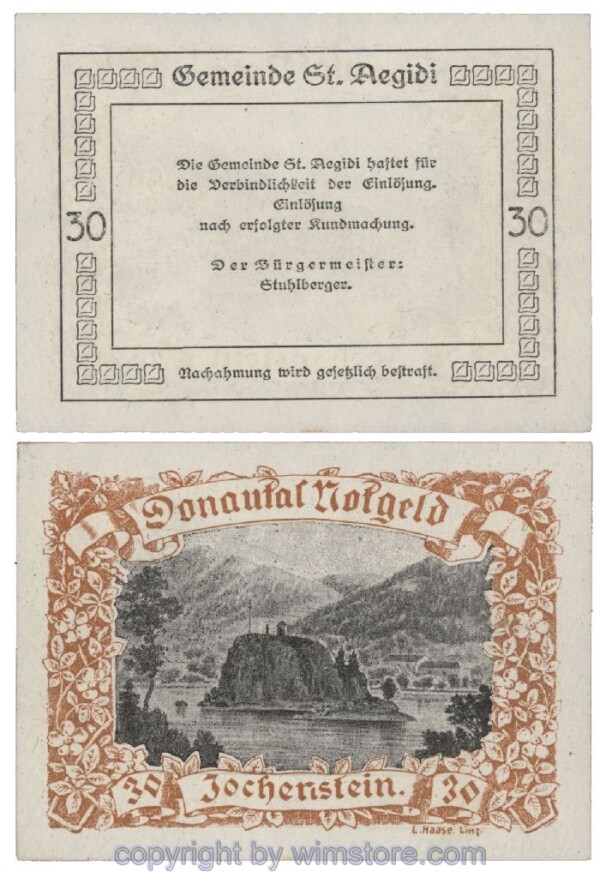 Gemeinde St. Aegidi
Die Gemeinde St. Aegidi haftet für
die Verbindlichkeit der Einlösung.
Einlösung
nach erfolgter Kundmachung.
30
30
Der Bürgermeister:
Stuhlberger.
Nachahmung wird gesetzlich bestraft.
Donautal Notgeld
30 Jochenstein. 30
L. Haase. Linz.
copyright by wimstore.com